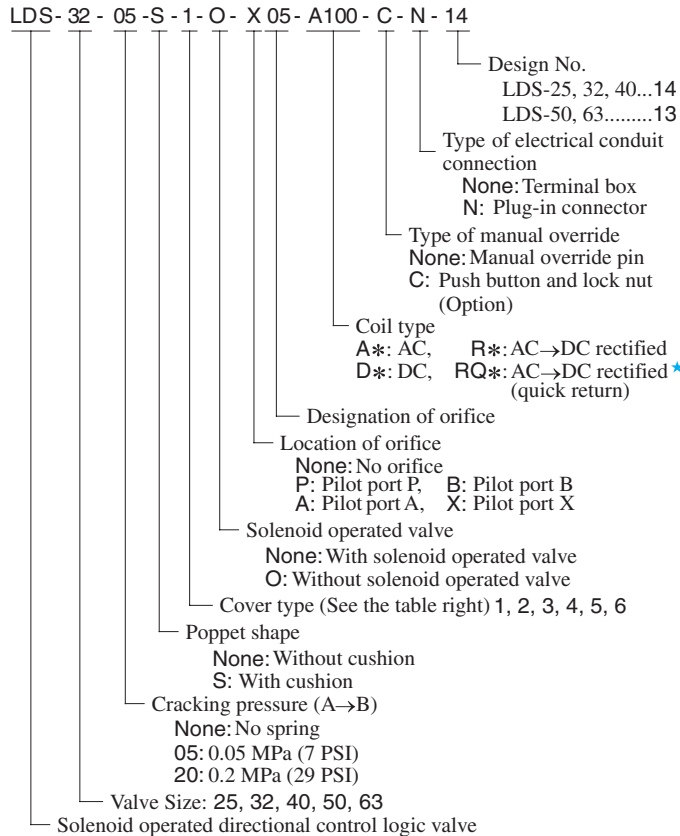 LDS- 32 - 05 -S - 1 - O - X 05 - A100 - C - N - 14
Design No.
LDS-25, 32, 40...14
LDS-50, 63.........13
Type of electrical conduit
connection
None: Terminal box
N: Plug-in connector
Type of manual override
None: Manual override pin
C: Push button and lock nut
(Option)
Coil type
A*: AC, R*: AC→DC rectified
D*: DC, RQ*: AC→DC rectified ★
(quick return)
Designation of orifice
Location of orifice
None: No orifice
P: Pilot port P, B: Pilot port B
A: Pilot port A, X: Pilot port X
Solenoid operated valve
None: With solenoid operated valve
O: Without solenoid operated valve
Cover type (See the table right) 1, 2, 3, 4, 5, 6
Poppet shape
None: Without cushion
S: With cushion
Cracking pressure (A→B)
None: No spring
05: 0.05 MPa (7 PSI)
20: 0.2 MPa (29 PSI)
Valve Size: 25, 32, 40, 50, 63
Solenoid operated directional control logic valve